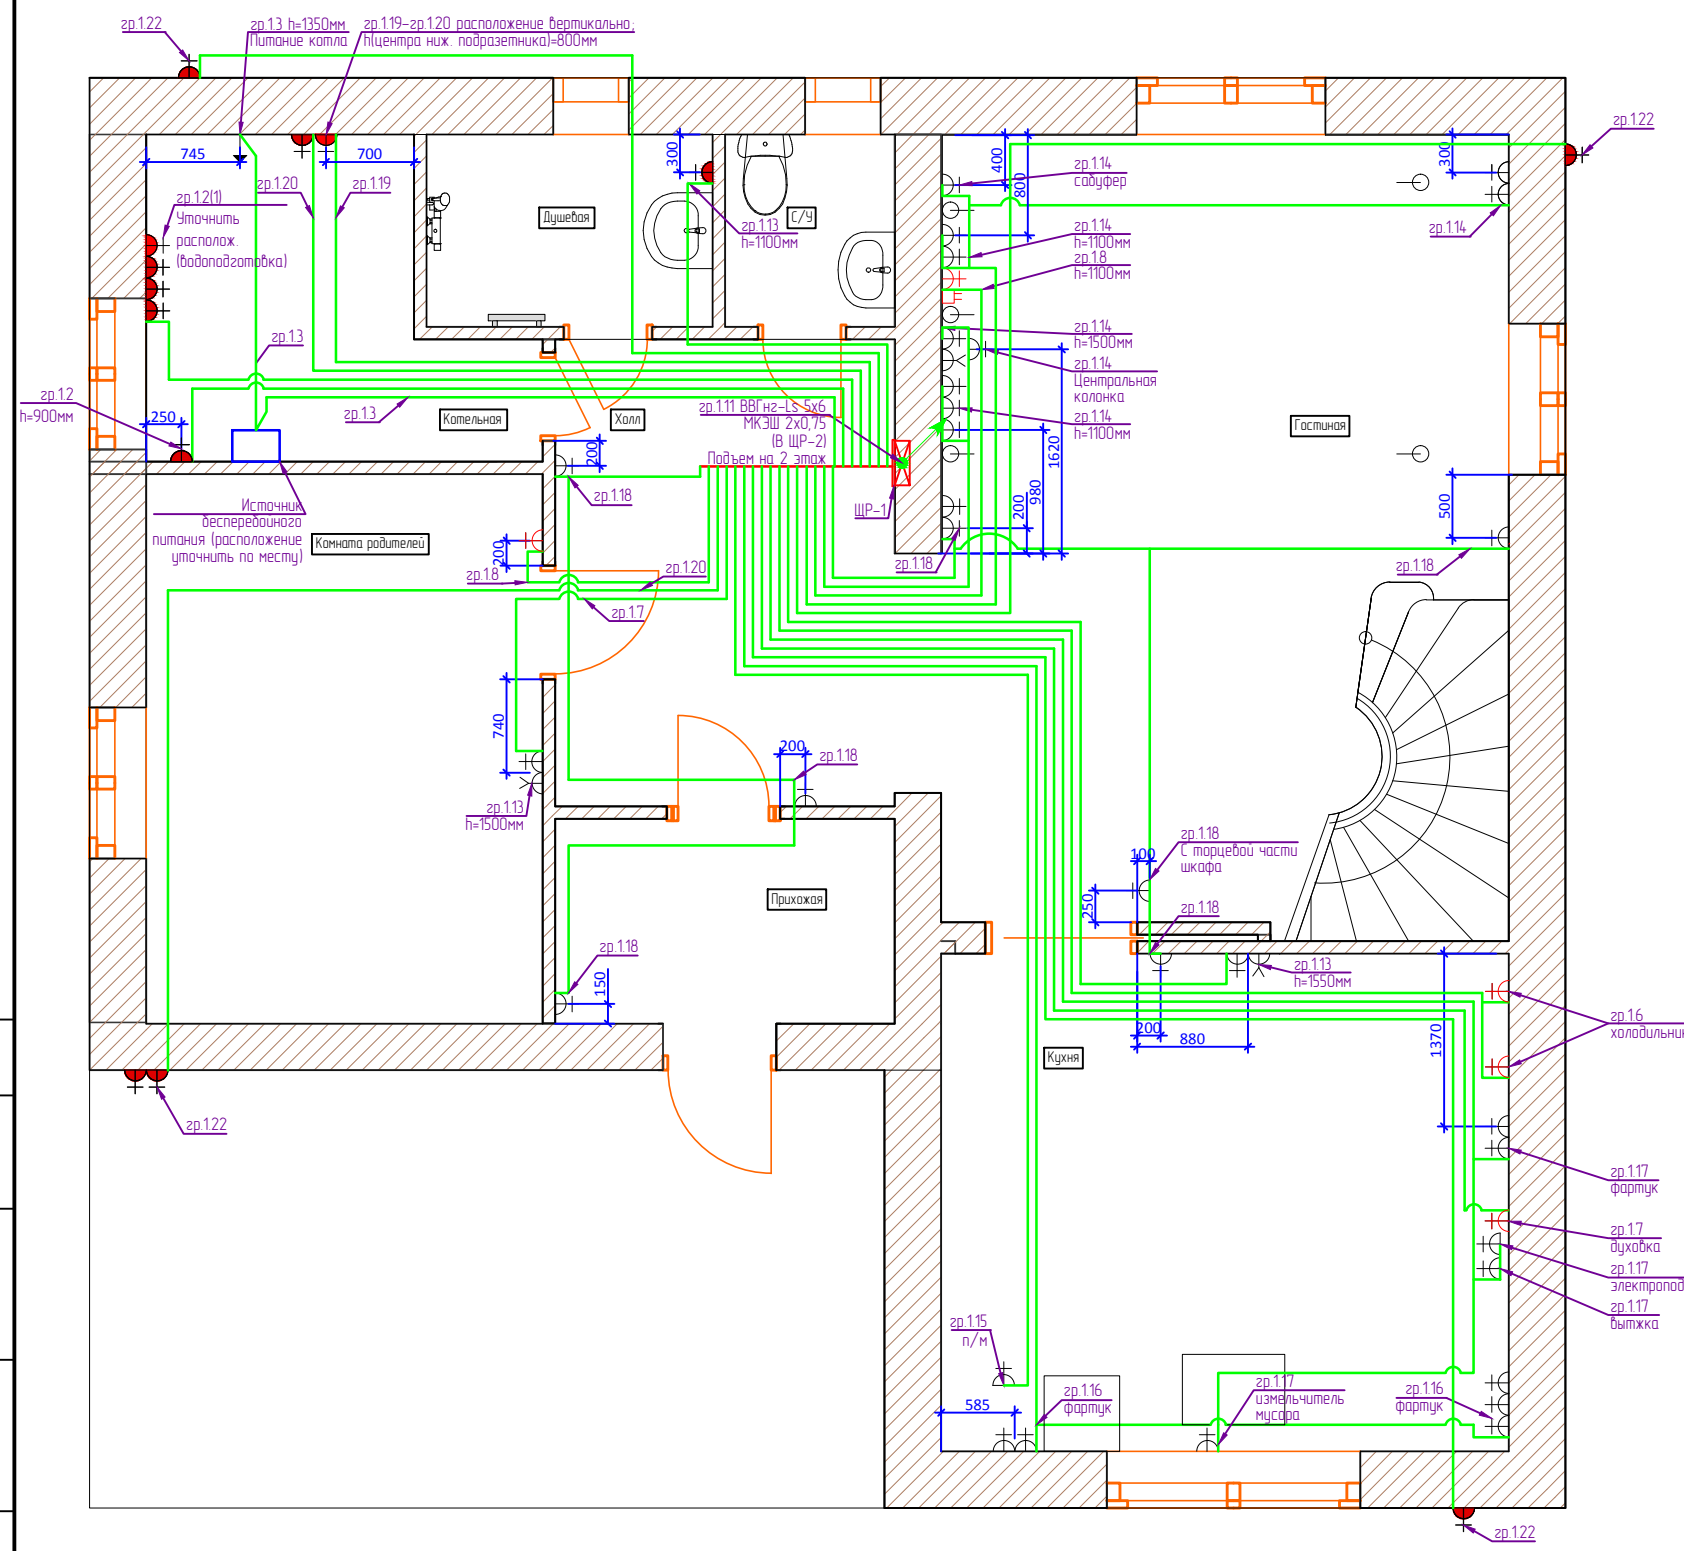 гр.1.22
гр.1.3 h=1350мм
Питание котла
гр.1.19-гр.1.20 расположение вертикально;
h(центра ниж. подразетника)=800мм
гр.1.22
745
700
300
400
800
300
гр.1.20
гр.1.19
гр.1.2(1)
Уточнить
располож.
(водоподготовка)
Душевая
С/У
гр.1.13
h=1100мм
гр.1.14
сабуфер
гр.1.14
h=1100мм
гр.1.8
h=1100мм
гр.1.14
гр.1.14
h=1500мм
гр.1.14
Центральная
колонка
гр.1.14
h=1100мм
гр.1.3
гр.1.2
h=900мм
250
гр.1.3
Котельная
Холл
гр.1.11 ВВГнг-Ls 5х6
МКЭШ 2х0,75
(В ЩР-2)
Подъем на 2 этаж
Гостиная
200
1620
980
200
500
ЩР-1
гр.1.18
Источник
бесперебойного
питания (расположение
уточнить по месту)
Комната родителей
200
гр.1.8
гр.1.20
гр.1.7
гр.1.18
гр.1.18
740
200
гр.1.18
гр.1.13
h=1500мм
гр.1.18
С торцевой части
шкафа
100
250
гр.1.18
Прихожая
гр.1.18
150
гр.1.13
h=1550мм
200
880
1370
Кухня
гр.1.6
холодильник
гр.1.22
гр.1.17
фартук
гр.1.7
духовка
гр.1.17
электропод
гр.1.17
вытжка
гр.1.15
п/м
585
гр.1.16
фартук
гр.1.17
измельчитель
мусора
гр.1.16
фартук
гр.1.22